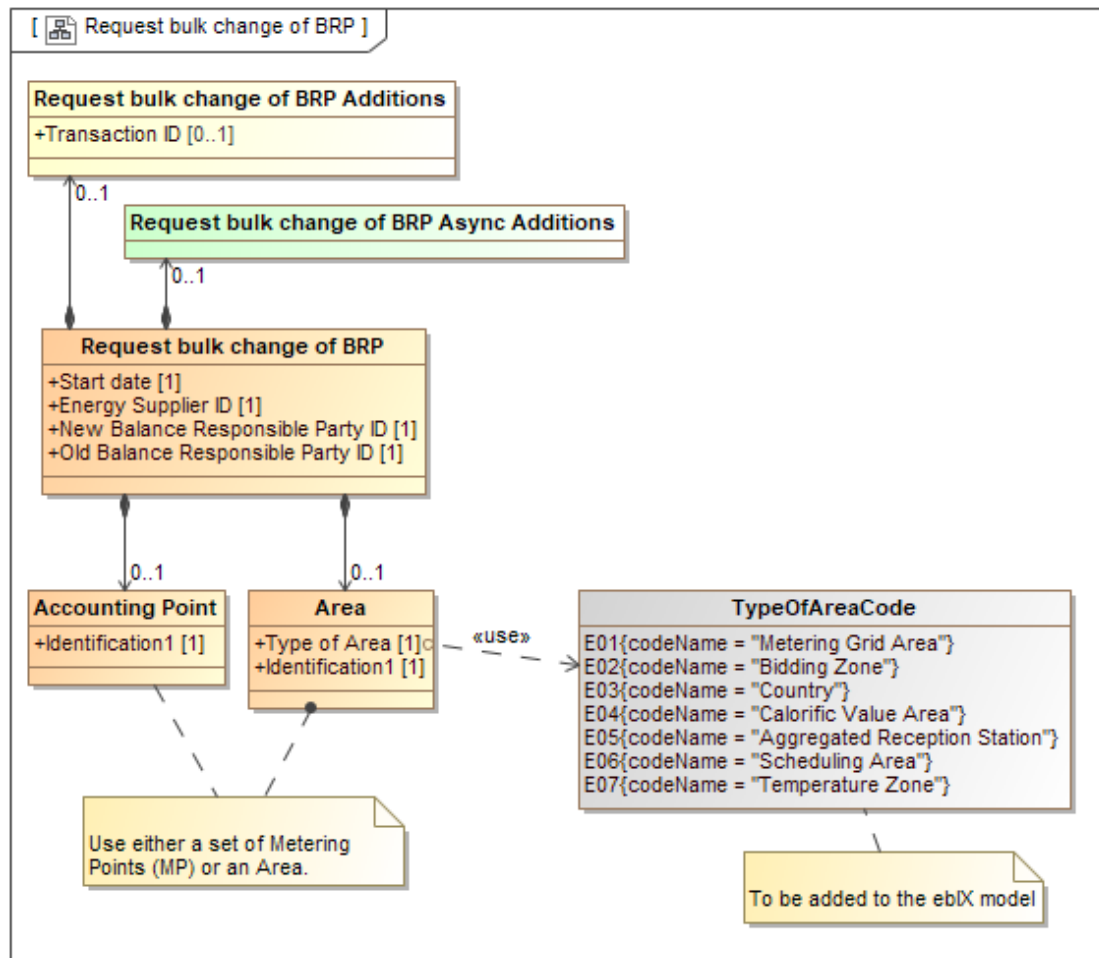 [ Request bulk change of BRP ]
Request bulk change of BRP Additions
+Transaction ID [0..1]
0..1
Request bulk change of BRP Async Additions
0..1
Request bulk change of BRP
+Start date [1]
+Energy Supplier ID [1]
+New Balance Responsible Party ID [1]
+Old Balance Responsible Party ID [1]
0..1
0..1
Accounting Point
+Identification1 [1]
Area
+Type of Area [1]
+Identification1 [1]
«use»
TypeOfAreaCode
E01{codeName = "Metering Grid Area"}
E02{codeName = "Bidding Zone"}
E03{codeName = "Country"}
E04{codeName = "Calorific Value Area"}
E05{codeName = "Aggregated Reception Station"}
E06{codeName = "Scheduling Area"}
E07{codeName = "Temperature Zone"}
Use either a set of Metering
Points (MP) or an Area.
To be added to the ebIX model